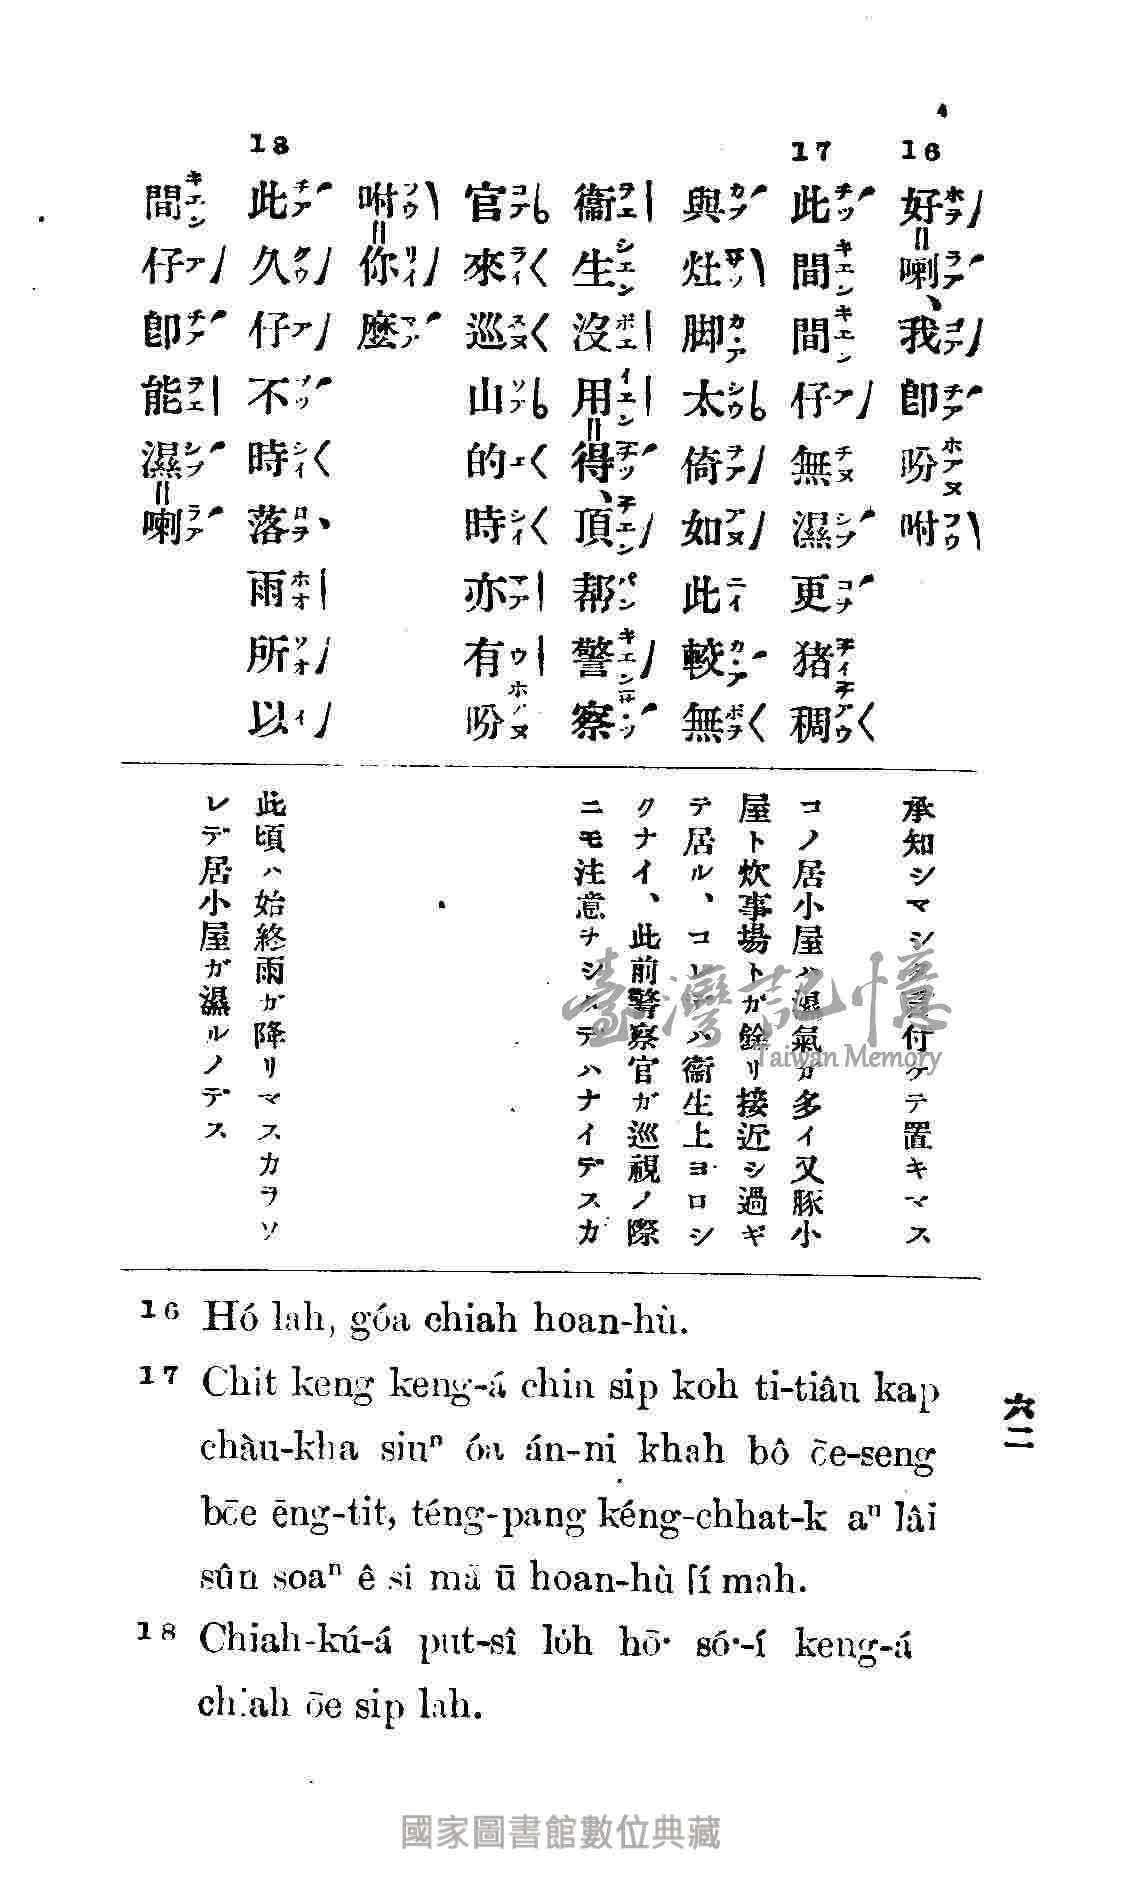 16
好=喇、我卽吩咐
17
此間間仔無濕更猪稠
與灶脚太倚如此較無
衞生沒用=得、頂幇警察
官來巡山的時亦有吩
咐=你麽
18
此久仔不時落雨所以
間仔卽能濕=喇
承知シマシタ
付ケテ置キマス
コノ居小屋ハ濕氣ガ多イ又豚小
屋ト炊事場トガ餘リ接近シ過ギ
テ居ル、コレデハ衞生上ヨロシ
クナイ、此前警察官ガ巡視ノ際
ニモ注意ナシタデハナイデスカ
此頃ハ始終雨ガ降リマスカラソ
レデ居小屋ガ濕ルノデス
16 Hó lah, góa chiah hoan-hù.
17 Chit keng keng-á chin sip koh ti-tiâu kap
chàu-kha siuⁿ óa án-ni khah bô ōe-seng
bōe ēng-tit, téng-pang kéng-chhat-k aⁿ lâi
sûn soaⁿ ê si mā ū hoan-hù lí mah.
18 Chiah-kú-á put-sî lo̍h hō͘ só͘-í keng-á
chiah ōe sip lah.
六二
臺灣記憶
Taiwan Memory
國家圖書館數位典藏